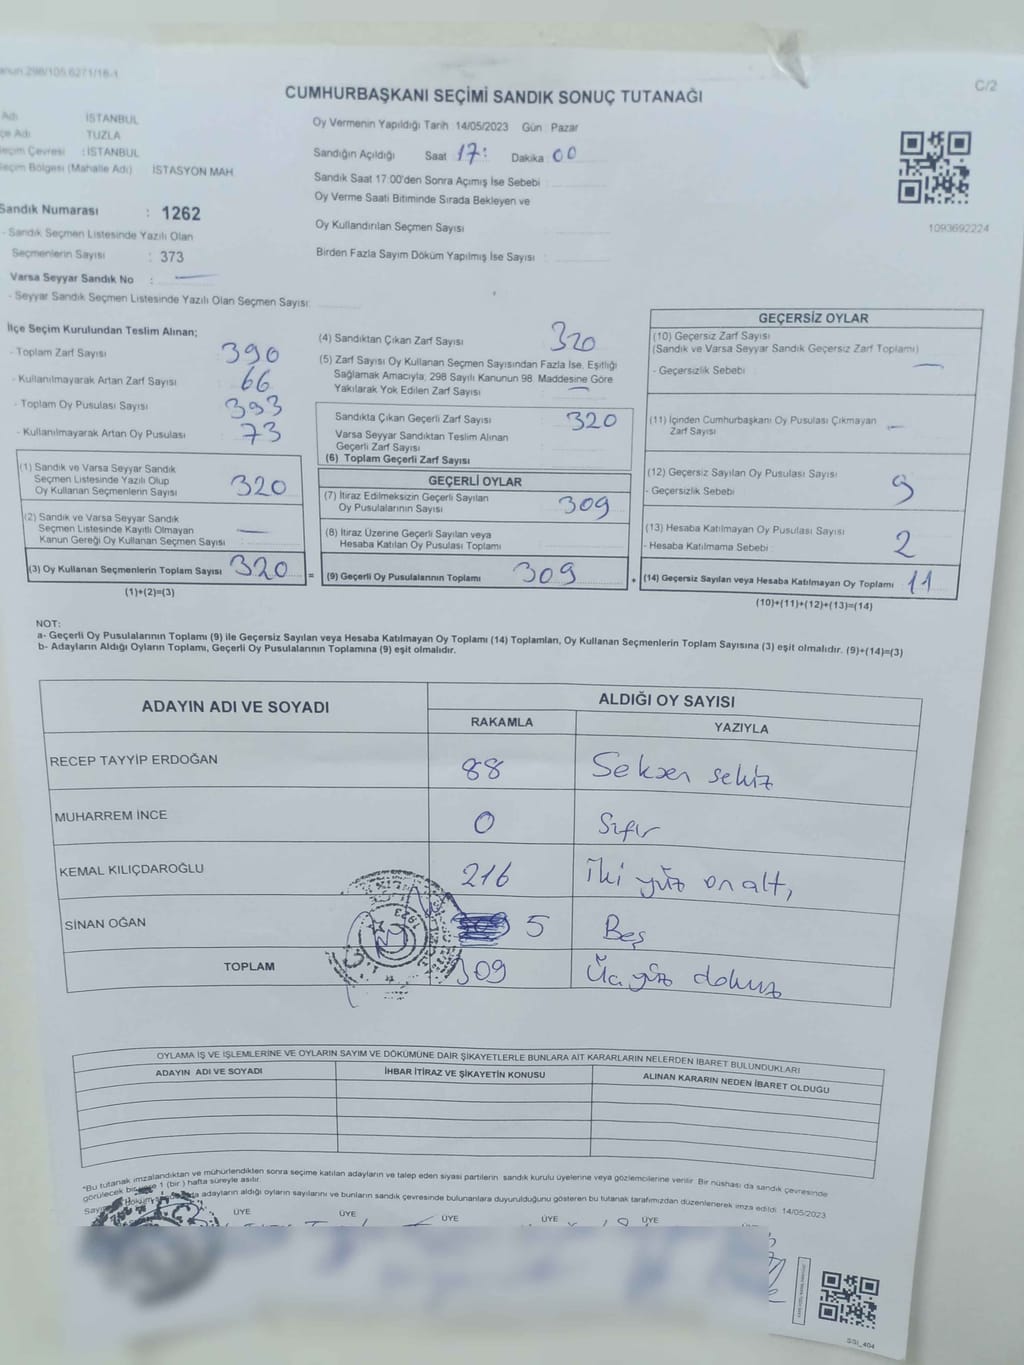 anun.298/105.6271/16-1
C/2
CUMHURBAŞKANI SEÇİMİ SANDIK SONUÇ TUTANAĞI
Adı İSTANBUL
çe Adı TUZLA
eçim Çevresi : İSTANBUL
eçim Bölgesi (Mahalle Adı) İSTASYON MAH.
Sandık Numarası : 1262
- Sandık Seçmen Listesinde Yazılı Olan
Seçmenlerin Sayısı : 373
Varsa Seyyar Sandık No : —
- Seyyar Sandık Seçmen Listesinde Yazılı Olan Seçmen Sayısı:
Oy Vermenin Yapıldığı Tarih : 14/05/2023 Gün : Pazar
Sandığın Açıldığı Saat 17: Dakika 00
Sandık Saat 17:00'den Sonra Açımış İse Sebebi :
Oy Verme Saati Bitiminde Sırada Bekleyen ve
Oy Kullandırılan Seçmen Sayısı :
Birden Fazla Sayım Döküm Yapılmış İse Sayısı :
1093692224
İlçe Seçim Kurulundan Teslim Alınan;
- Toplam Zarf Sayısı 390
- Kullanılmayarak Artan Zarf Sayısı 66
- Toplam Oy Pusulası Sayısı 393
- Kullanılmayarak Artan Oy Pusulası 73
(1) Sandık ve Varsa Seyyar Sandık
Seçmen Listesinde Yazılı Olup
Oy Kullanan Seçmenlerin Sayısı 320
(2) Sandık ve Varsa Seyyar Sandık
Seçmen Listesinde Kayıtlı Olmayan
Kanun Gereği Oy Kullanan Seçmen Sayısı : —
(3) Oy Kullanan Seçmenlerin Toplam Sayısı 320
(1)+(2)=(3)
=
(4) Sandıktan Çıkan Zarf Sayısı 320
(5) Zarf Sayısı Oy Kullanan Seçmen Sayısından Fazla İse, Eşitliği
Sağlamak Amacıyla; 298 Sayılı Kanunun 98. Maddesine Göre
Yakılarak Yok Edilen Zarf Sayısı : —
Sandıkta Çıkan Geçerli Zarf Sayısı 320
Varsa Seyyar Sandıktan Teslim Alınan
Geçerli Zarf Sayısı
(6) Toplam Geçerli Zarf Sayısı
GEÇERLİ OYLAR
(7) İtiraz Edilmeksizin Geçerli Sayılan
Oy Pusulalarının Sayısı 309
(8) İtiraz Üzerine Geçerli Sayılan veya
Hesaba Katılan Oy Pusulası Toplamı
(9) Geçerli Oy Pusulalarının Toplamı 309
+
GEÇERSİZ OYLAR
(10) Geçersiz Zarf Sayısı
(Sandık ve Varsa Seyyar Sandık Geçersiz Zarf Toplamı)
- Geçersizlik Sebebi : —
(11) İçinden Cumhurbaşkanı Oy Pusulası Çıkmayan
Zarf Sayısı —
(12) Geçersiz Sayılan Oy Pusulası Sayısı
- Geçersizlik Sebebi : 9
(13) Hesaba Katılmayan Oy Pusulası Sayısı
- Hesaba Katılmama Sebebi : 2
(14) Geçersiz Sayılan veya Hesaba Katılmayan Oy Toplamı 11
(10)+(11)+(12)+(13)=(14)
NOT:
a- Geçerli Oy Pusulalarının Toplamı (9) ile Geçersiz Sayılan veya Hesaba Katılmayan Oy Toplamı (14) Toplamları, Oy Kullanan Seçmenlerin Toplam Sayısına (3) eşit olmalıdır. (9)+(14)=(3)
b- Adayların Aldığı Oyların Toplamı, Geçerli Oy Pusulalarının Toplamına (9) eşit olmalıdır.
ADAYIN ADI VE SOYADI ALDIĞI OY SAYISI
RAKAMLA YAZIYLA
RECEP TAYYİP ERDOĞAN 88 Seksen sekiz
MUHARREM İNCE 0 Sıfır
KEMAL KILIÇDAROĞLU 216 İki yüz on altı
SİNAN OĞAN 5 Beş
TOPLAM 309 Üç yüz dokuz
OYLAMA İŞ VE İŞLEMLERİNE VE OYLARIN SAYIM VE DÖKÜMÜNE DAİR ŞİKAYETLERLE BUNLARA AİT KARARLARIN NELERDEN İBARET BULUNDUKLARI
ADAYIN ADI VE SOYADI İHBAR İTİRAZ VE ŞİKAYETİN KONUSU ALINAN KARARIN NEDEN İBARET OLDUĞU
*Bu tutanak imzalandıktan ve mühürlendikten sonra seçime katılan adayların ve talep eden siyasi partilerin sandık kurulu üyelerine veya gözlemcilerine verilir. Bir nüshası da sandık çevresinde
görülecek bir yere 1 (bir) hafta süreyle asılır.
Sayım Döküm adayların aldığı oyların sayılarını ve bunların sandık çevresinde bulunanlara duyurulduğunu gösteren bu tutanak tarafımızdan düzenlenerek imza edildi. 14/05/2023
ÜYE ÜYE ÜYE ÜYE ÜYE
SSI_404